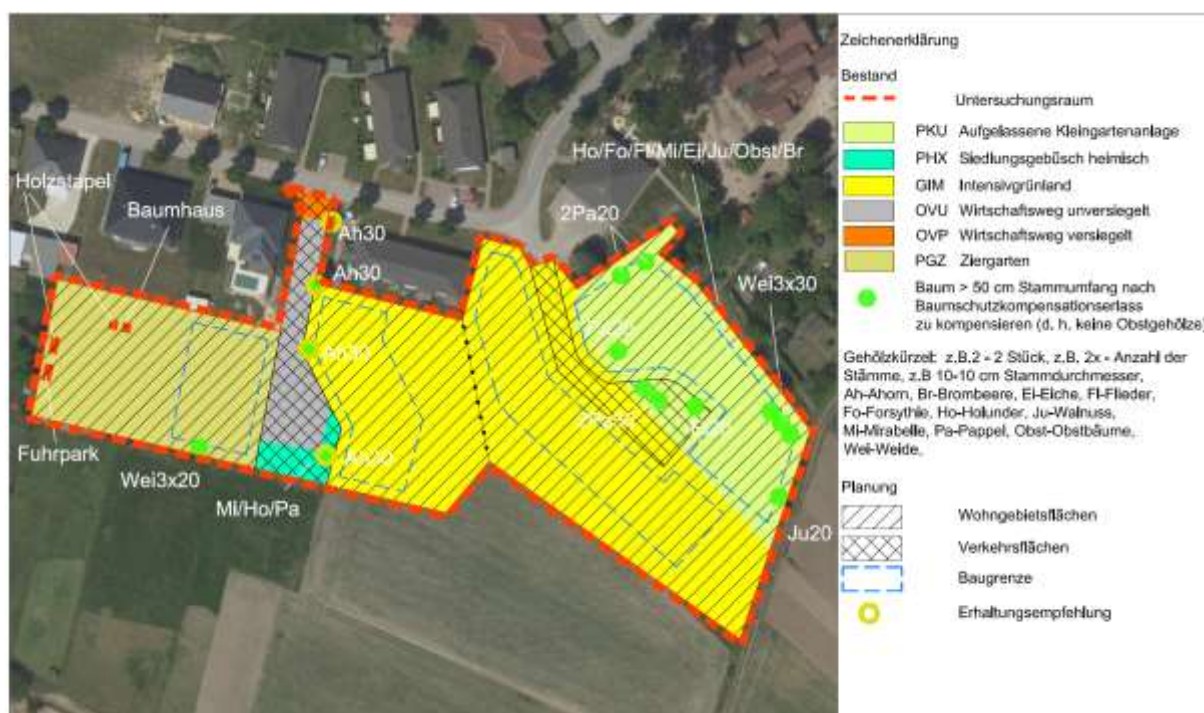 Holzstapel
Baumhaus
Ho/Fo/Fl/Mi/Ei/Ju/Obst/Br
2Pa20
Ah30
Ah30
Wei3x30
Ah30
Ah30
Fuhrpark
Wei3x20
Mi/Ho/Pa
Ju20
Zeichenerklärung
Bestand
Untersuchungsraum
PKU Aufgelassene Kleingartenanlage
PHX Siedlungsgebüsch heimisch
GIM Intensivgrünland
OVU Wirtschaftsweg unversiegelt
OVP Wirtschaftsweg versiegelt
PGZ Ziergarten
Baum > 50 cm Stammumfang nach
Baumschutzkompensationserlass
zu kompensieren (d. h. keine Obstgehölze)
Gehölzkürzel: z.B.2 - 2 Stück, z.B. 2x - Anzahl der
Stämme, z.B 10-10 cm Stammdurchmesser,
Ah-Ahorn, Br-Brombeere, Ei-Eiche, Fl-Flieder,
Fo-Forsythie, Ho-Holunder, Ju-Walnuss,
Mi-Mirabelle, Pa-Pappel, Obst-Obstbäume,
Wei-Weide,
Planung
Wohngebietsflächen
Verkehrsflächen
Baugrenze
Erhaltungsempfehlung